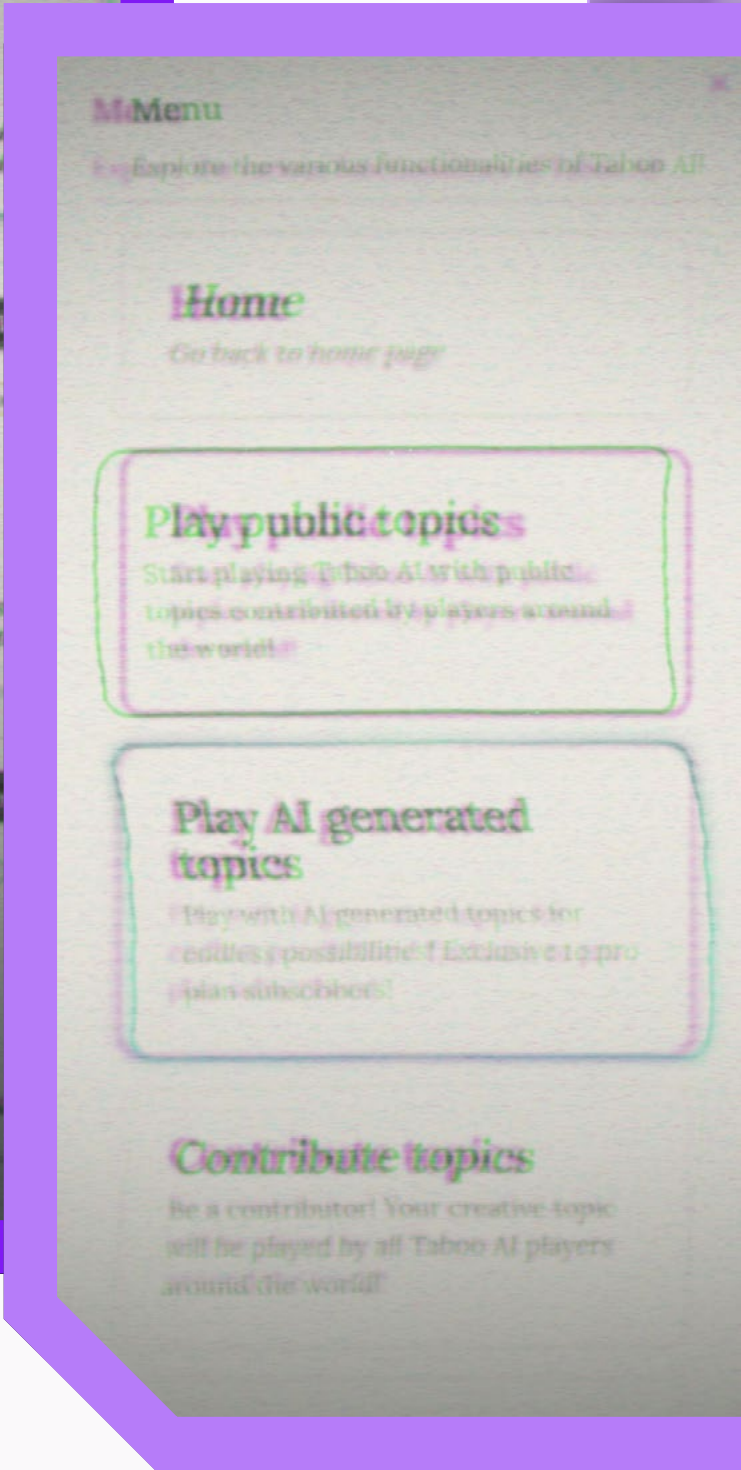 Menu
Explore the various functionalities of Taboo AI!
Home
Go back to home page
Play public topics
Start playing Taboo AI with public
topics contributed by players around
the world!
Play AI generated
topics
Play with AI generated topics for
endless possibilities! Exclusive to pro
plan subscribers!
Contribute topics
Be a contributor! Your creative topic
will be played by all Taboo AI players
around the world!